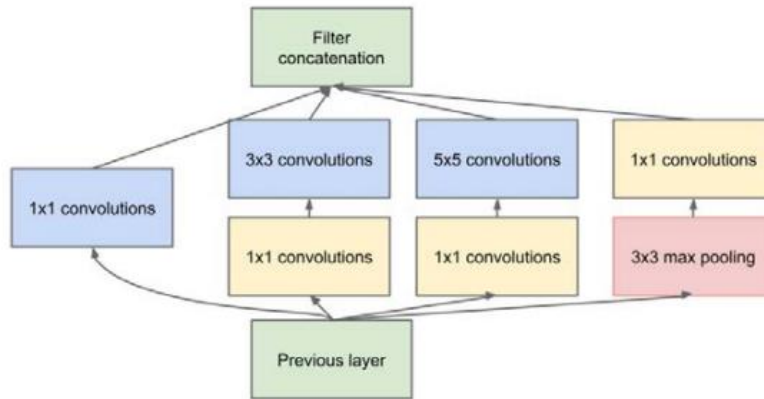 Filter
concatenation
3x3 convolutions
5x5 convolutions
1x1 convolutions
1x1 convolutions
1x1 convolutions
1x1 convolutions
3x3 max pooling
Previous layer